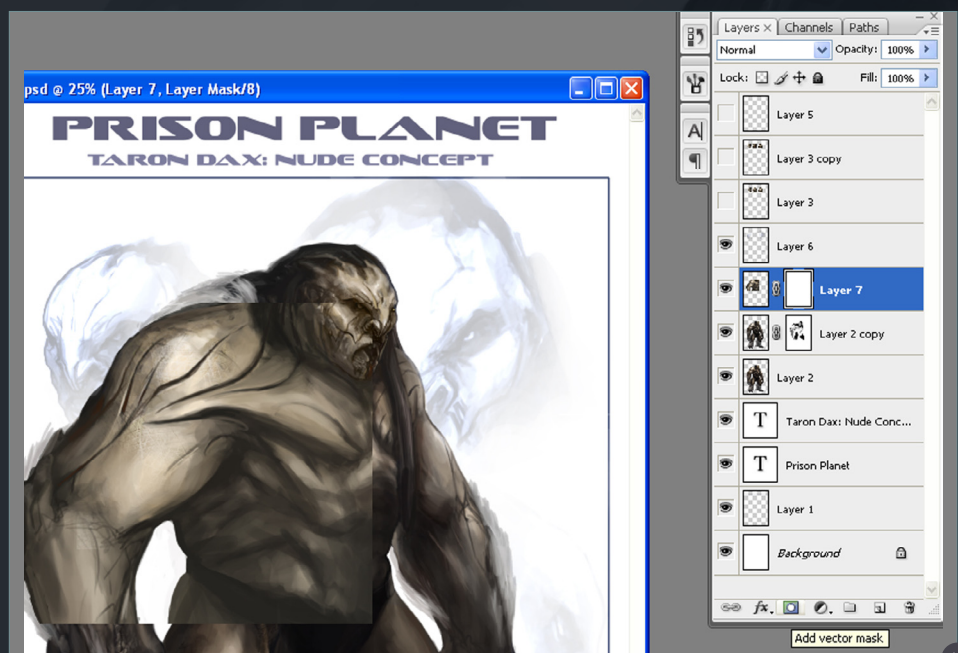 Layers × Channels Paths
Normal Opacity: 100%
Lock: Fill: 100%
psd @ 25% (Layer 7, Layer Mask/8)
PRISON PLANET
TARON DAX: NUDE CONCEPT
A
Layer 5
Layer 3 copy
Layer 3
Layer 6
Layer 7
Layer 2 copy
Layer 2
T Taron Dax: Nude Conc...
T Prison Planet
Layer 1
Background
fx.
Add vector mask